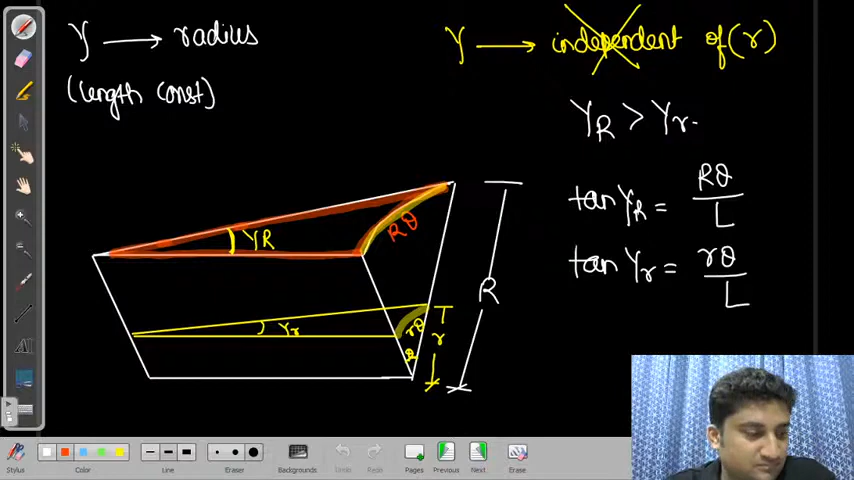 γ → radius
(length const)
γ → independent of (r)
γR > γr
tan γR = Rθ/L
tan γr = rθ/L
γR
Rθ
R
γr
rθ
r
θ
Stylus
Color
Line
Eraser
Backgrounds
Undo
Redo
Pages
Previous
Next
Erase